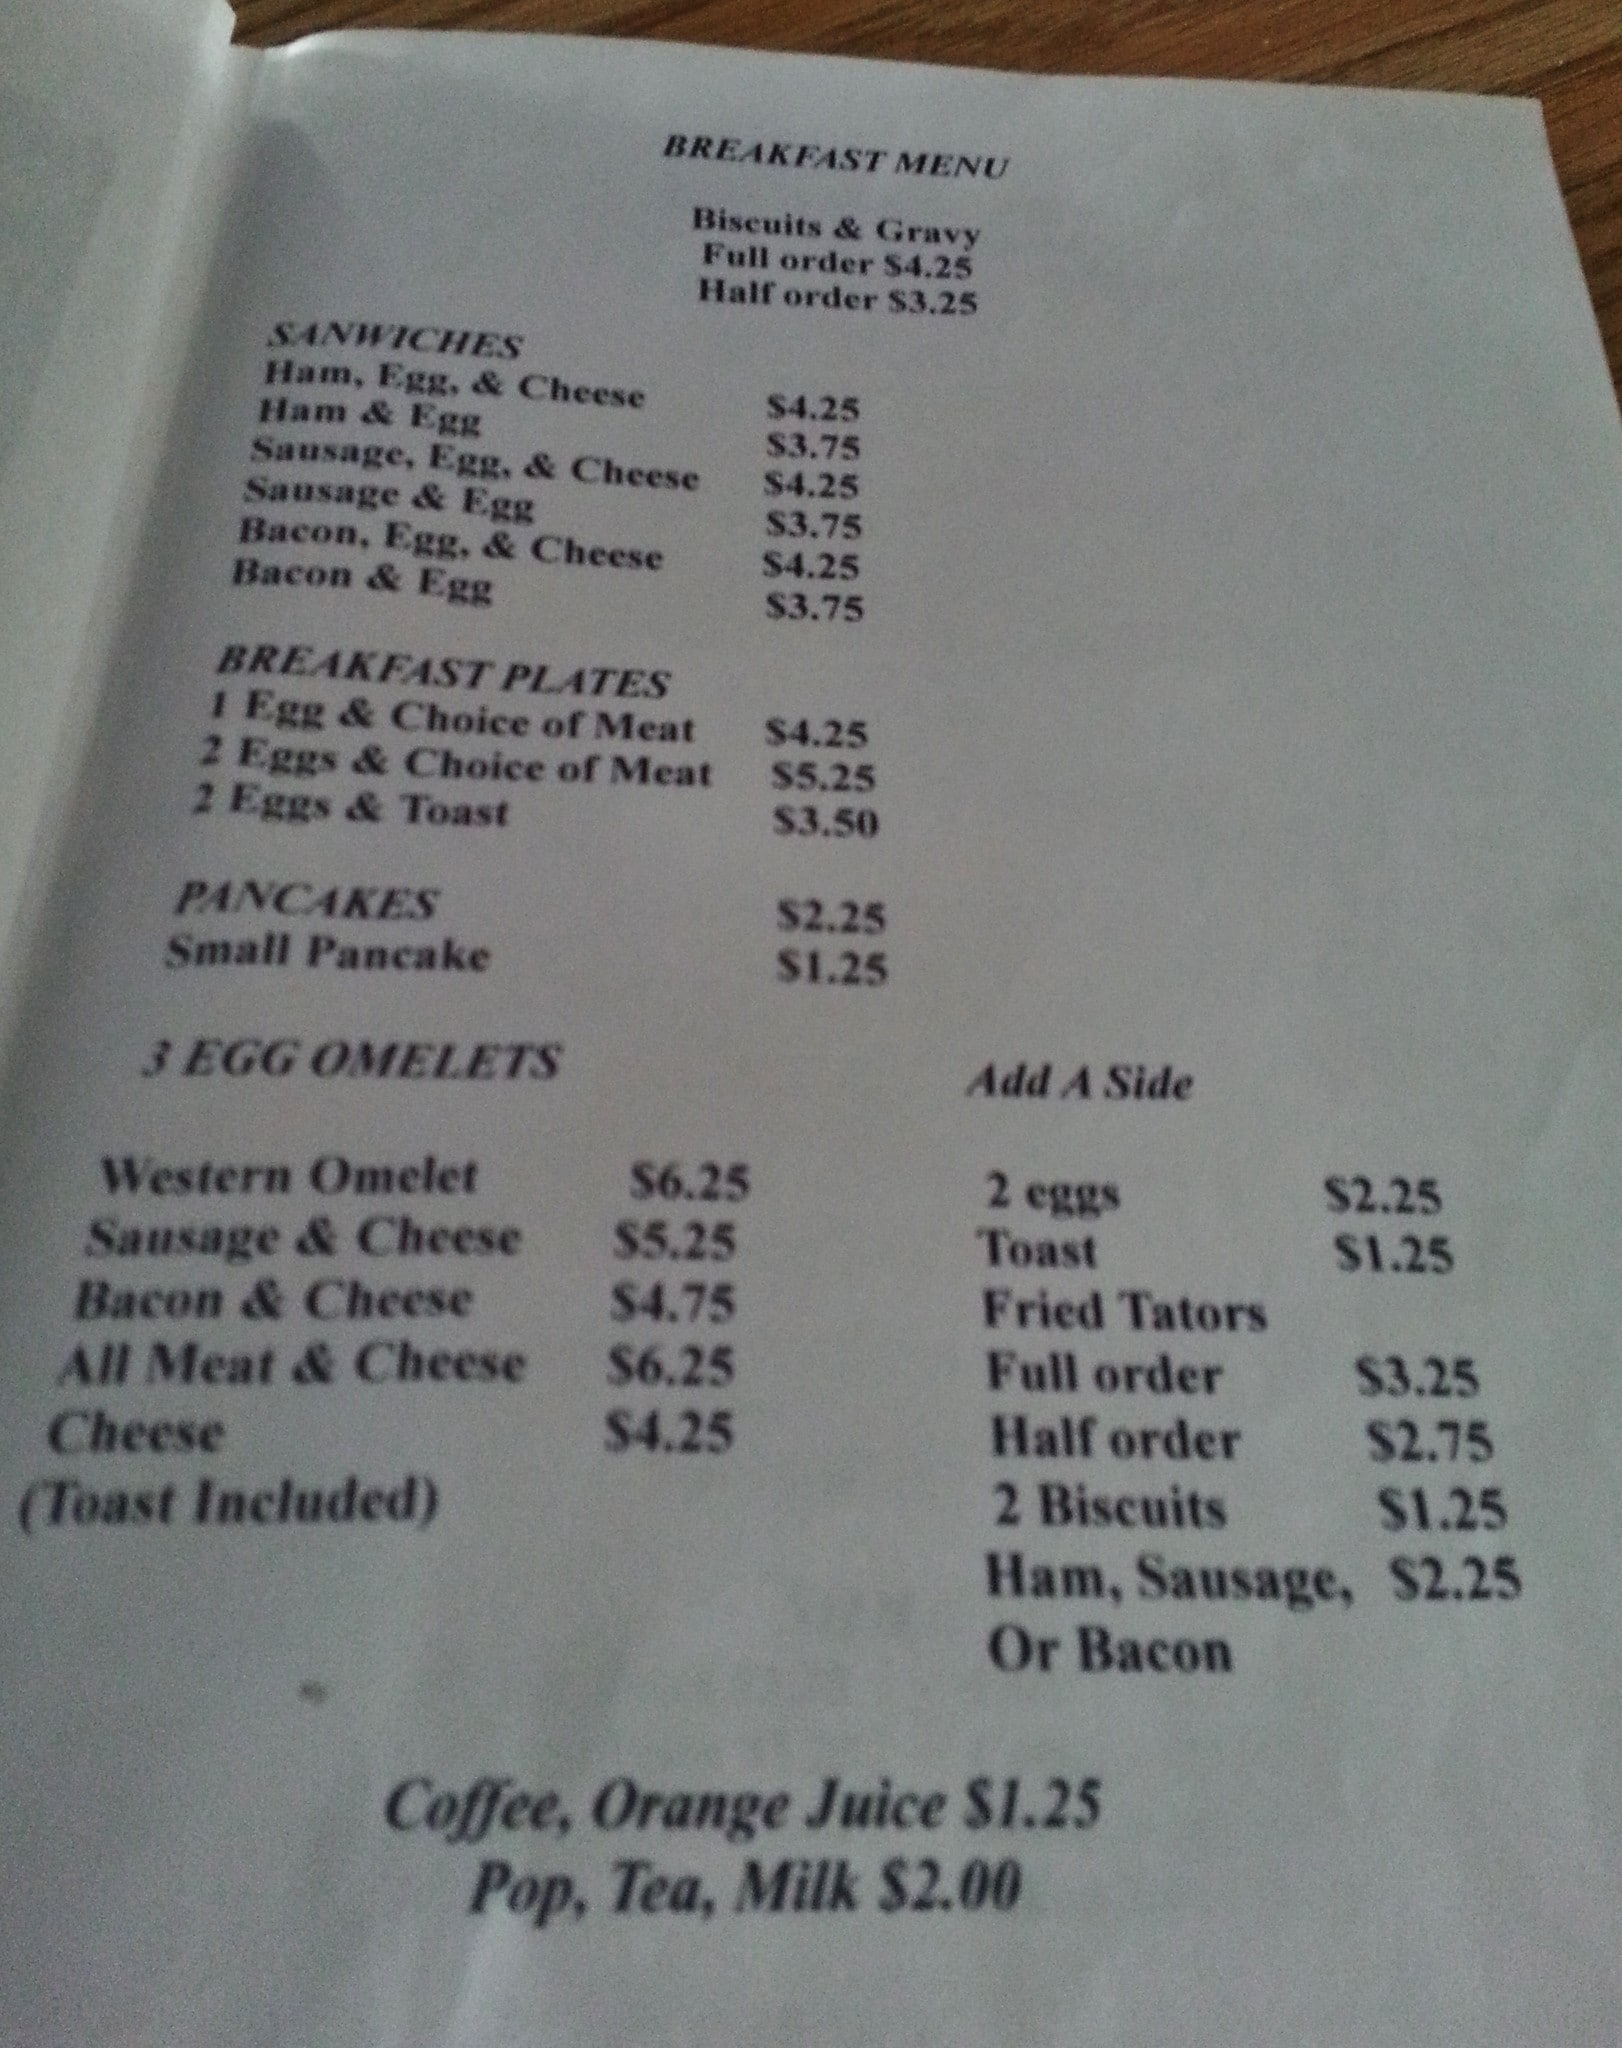 BREAKFAST MENU
Biscuits & Gravy
Full order $4.25
Half order $3.25
SANWICHES
Ham, Egg, & Cheese $4.25
Ham & Egg $3.75
Sausage, Egg, & Cheese $4.25
Sausage & Egg $3.75
Bacon, Egg, & Cheese $4.25
Bacon & Egg $3.75
BREAKFAST PLATES
1 Egg & Choice of Meat $4.25
2 Eggs & Choice of Meat $5.25
2 Eggs & Toast $3.50
PANCAKES $2.25
Small Pancake $1.25
3 EGG OMELETS
Western Omelet $6.25
Sausage & Cheese $5.25
Bacon & Cheese $4.75
All Meat & Cheese $6.25
Cheese $4.25
(Toast Included)
Add A Side
2 eggs $2.25
Toast $1.25
Fried Tators
Full order $3.25
Half order $2.75
2 Biscuits $1.25
Ham, Sausage, $2.25
Or Bacon
Coffee, Orange Juice $1.25
Pop, Tea, Milk $2.00